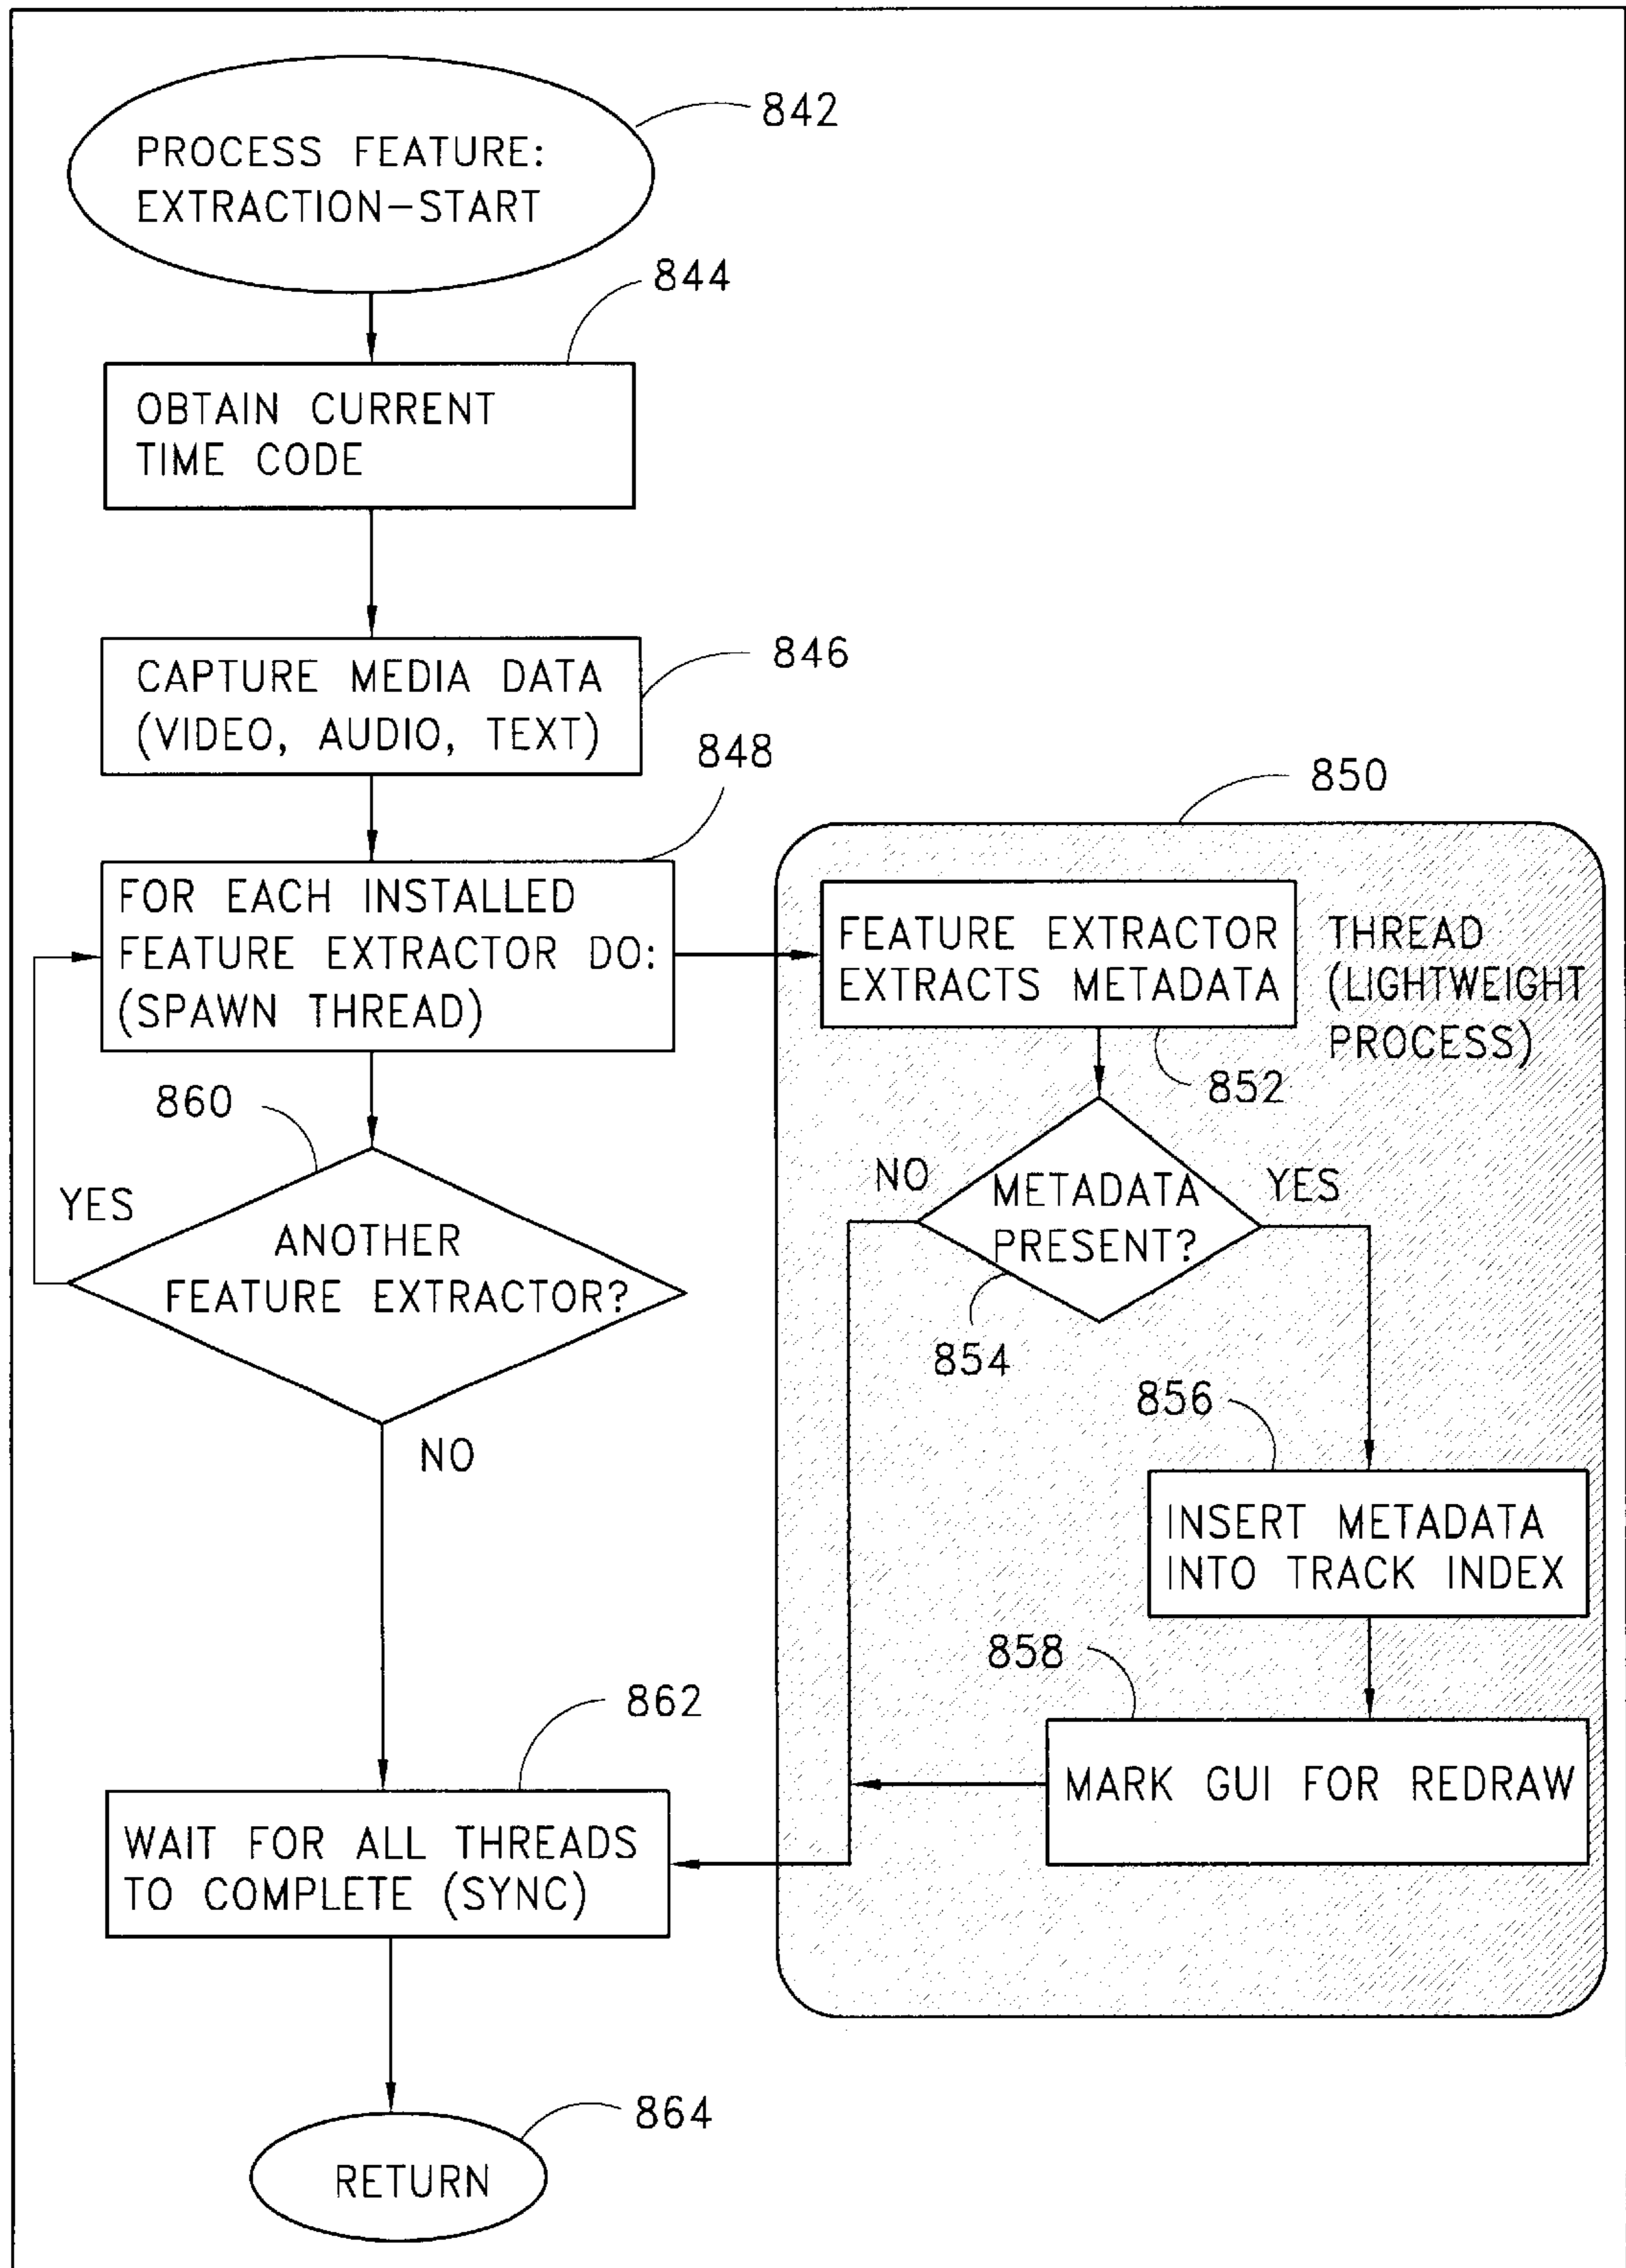 842
PROCESS FEATURE:
EXTRACTION-START
844
OBTAIN CURRENT
TIME CODE
846
CAPTURE MEDIA DATA
(VIDEO, AUDIO, TEXT)
848
FOR EACH INSTALLED
FEATURE EXTRACTOR DO:
(SPAWN THREAD)
850
FEATURE EXTRACTOR
EXTRACTS METADATA
THREAD
(LIGHTWEIGHT
PROCESS)
852
860
YES
ANOTHER
FEATURE EXTRACTOR?
NO
NO
METADATA
PRESENT?
YES
854
856
INSERT METADATA
INTO TRACK INDEX
858
MARK GUI FOR REDRAW
862
WAIT FOR ALL THREADS
TO COMPLETE (SYNC)
864
RETURN